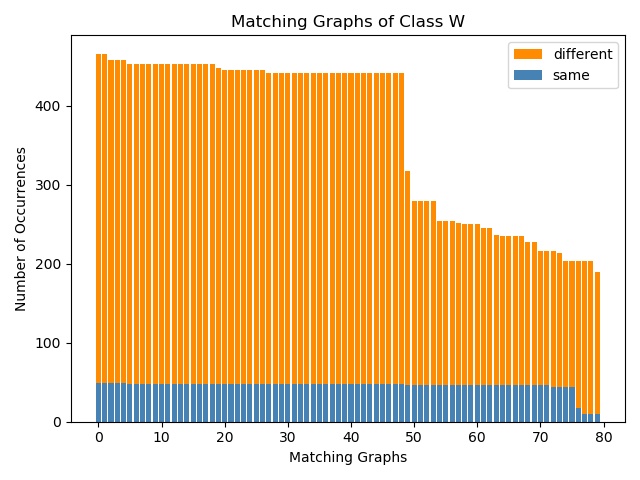 Matching Graphs of Class W
different
same
Number of Occurrences
400
300
200
100
0
0 10 20 30 40 50 60 70 80
Matching Graphs